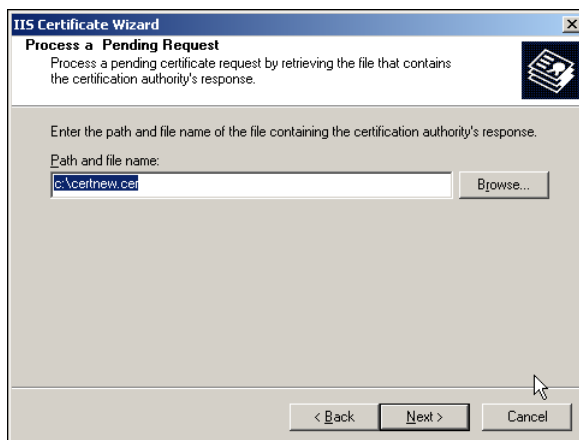 IIS Certificate Wizard
Process a  Pending Request
Process a pending certificate request by retrieving the file that contains
the certification authority's response.
Enter the path and file name of the file containing the certification authority's response.
Path and file name:
c:\certnew.cer
Browse...
< Back
Next >
Cancel